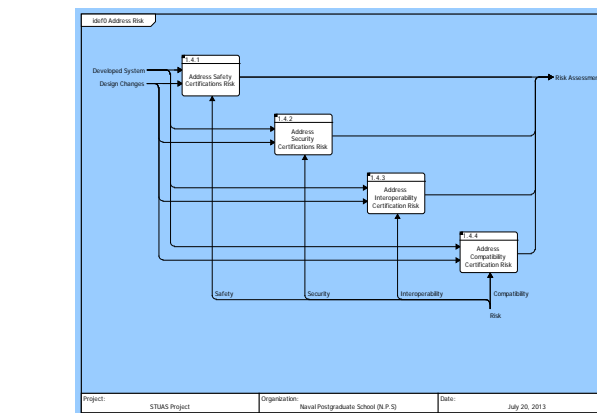 idef0 Address Risk
1.4.1
Developed System
Design Changes
Address Safety
Certifications Risk
Risk Assessmen
1.4.2
Address
Security
Certifications Risk
1.4.3
Address
Interoperability
Certification Risk
1.4.4
Address
Compatibility
Certification Risk
Safety
Security
Interoperability
Compatibility
Risk
Project:
STUAS Project
Organization:
Naval Postgraduate School (N.P.S)
Date:
July 20, 2013